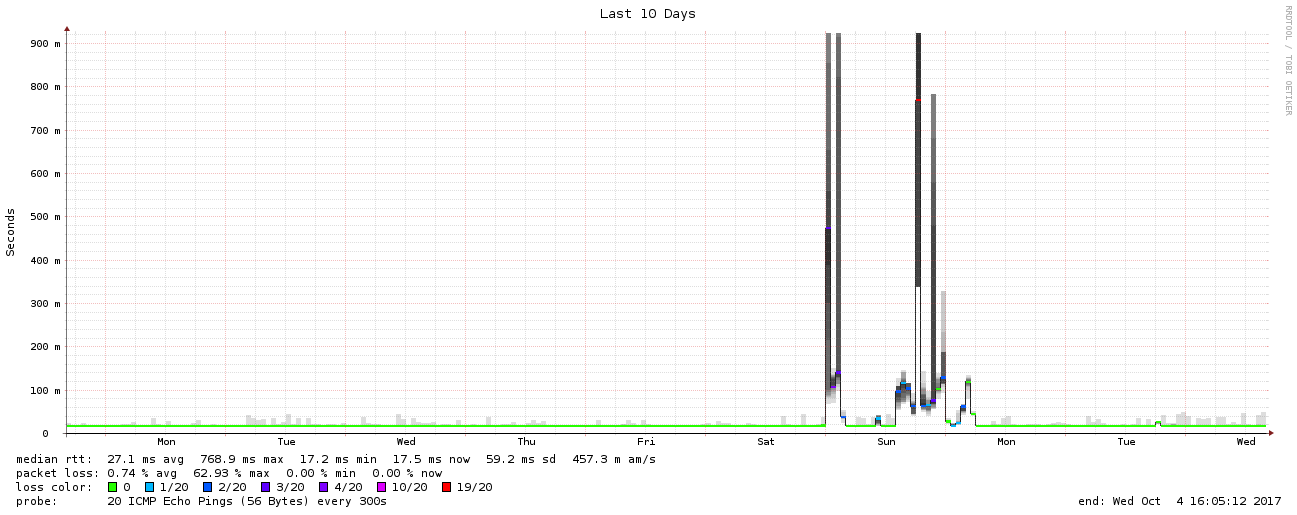 Last 10 Days
RRDTOOL / TOBI OETIKER
Seconds
900 m
800 m
700 m
600 m
500 m
400 m
300 m
200 m
100 m
0
Mon Tue Wed Thu Fri Sat Sun Mon Tue Wed
median rtt: 27.1 ms avg 768.9 ms max 17.2 ms min 17.5 ms now 59.2 ms sd 457.3 m am/s
packet loss: 0.74 % avg 62.93 % max 0.00 % min 0.00 % now
loss color: 0 1/20 2/20 3/20 4/20 10/20 19/20
probe: 20 ICMP Echo Pings (56 Bytes) every 300s end: Wed Oct 4 16:05:12 2017